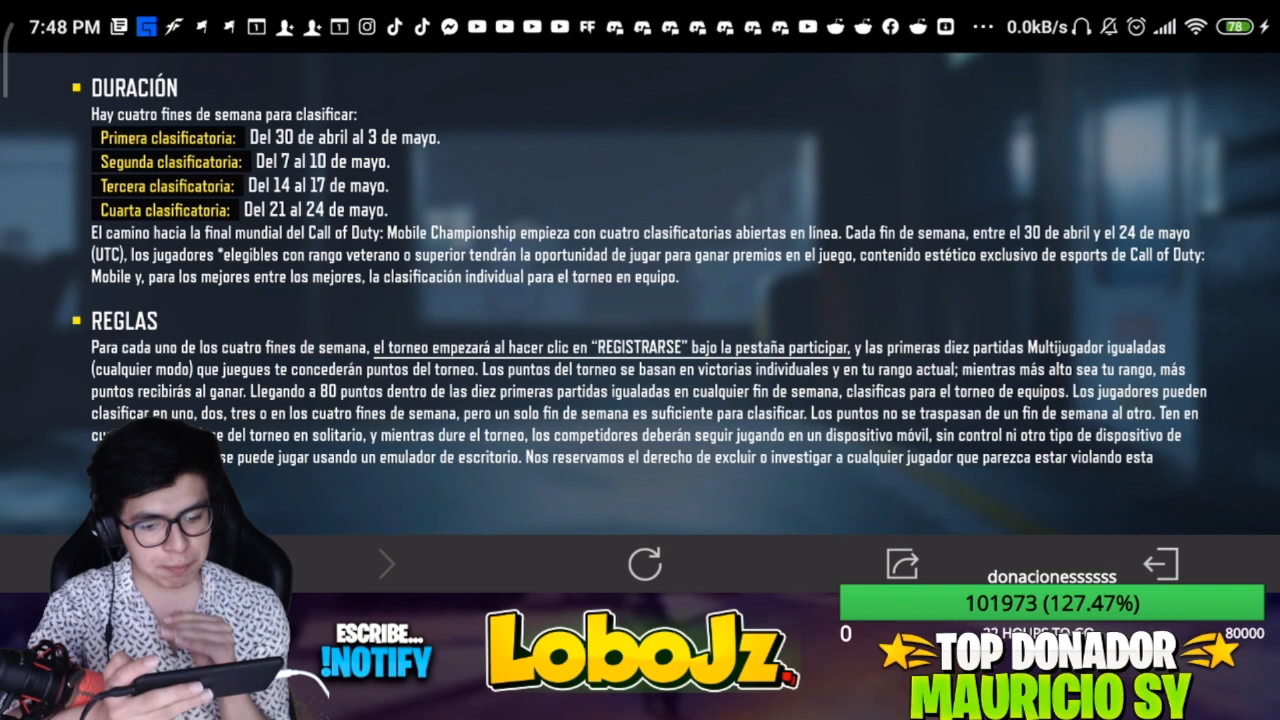 7:48 PM
0.0kB/s
78
DURACIÓN
Hay cuatro fines de semana para clasificar:
Primera clasificatoria: Del 30 de abril al 3 de mayo.
Segunda clasificatoria: Del 7 al 10 de mayo.
Tercera clasificatoria: Del 14 al 17 de mayo.
Cuarta clasificatoria: Del 21 al 24 de mayo.
El camino hacia la final mundial del Call of Duty: Mobile Championship empieza con cuatro clasificatorias abiertas en línea. Cada fin de semana, entre el 30 de abril y el 24 de mayo
(UTC), los jugadores *elegibles con rango veterano o superior tendrán la oportunidad de jugar para ganar premios en el juego, contenido estético exclusivo de esports de Call of Duty:
Mobile y, para los mejores entre los mejores, la clasificación individual para el torneo en equipo.
REGLAS
Para cada uno de los cuatro fines de semana, el torneo empezará al hacer clic en “REGISTRARSE” bajo la pestaña participar, y las primeras diez partidas Multijugador igualadas
(cualquier modo) que juegues te concederán puntos del torneo. Los puntos del torneo se basan en victorias individuales y en tu rango actual; mientras más alto sea tu rango, más
puntos recibirás al ganar. Llegando a 80 puntos dentro de las diez primeras partidas igualadas en cualquier fin de semana, clasificas para el torneo de equipos. Los jugadores pueden
clasificar en uno, dos, tres o en los cuatro fines de semana, pero un solo fin de semana es suficiente para clasificar. Los puntos no se traspasan de un fin de semana al otro. Ten en
del torneo en solitario, y mientras dure el torneo, los competidores deberán seguir jugando en un dispositivo móvil, sin control ni otro tipo de dispositivo de
se puede jugar usando un emulador de escritorio. Nos reservamos el derecho de excluir o investigar a cualquier jugador que parezca estar violando esta
donacionessssss
101973 (127.47%)
0
22 HOURS TO GO
80000
ESCRIBE...
!NOTIFY
LoboJz.
TOP DONADOR
MAURICIO SY